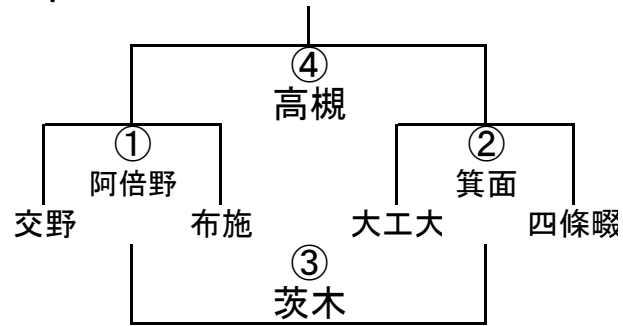 ④
高槻
① ②
阿倍野 箕面
交野 布施 大工大 四條畷
③
茨木